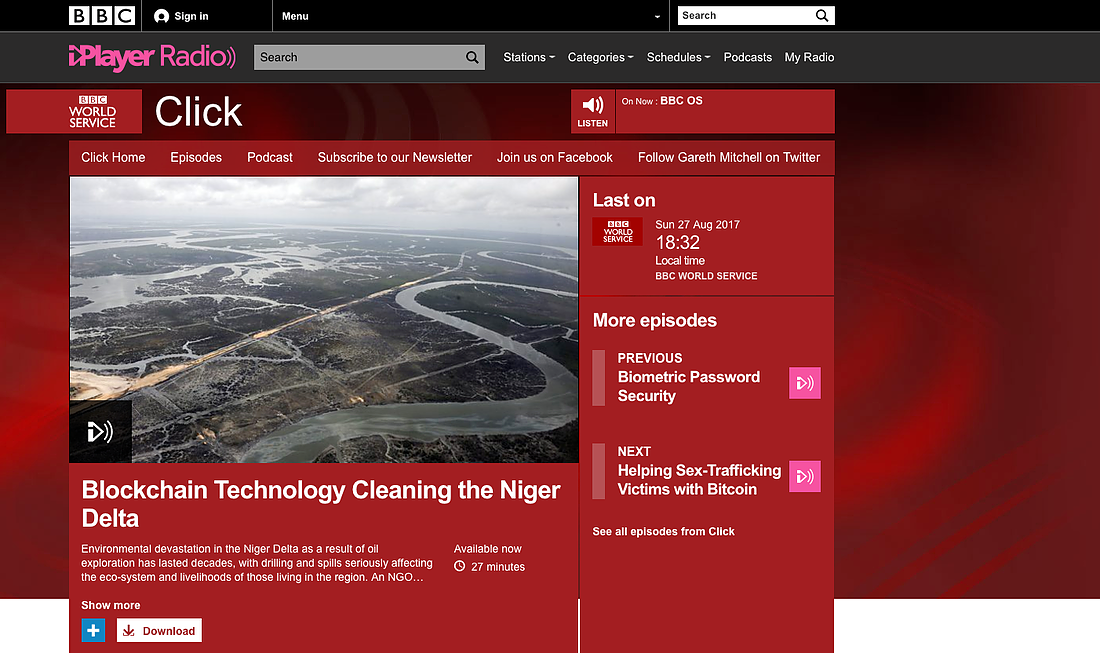 BBC
Sign in
Menu
Search
iPlayer Radio
Search
Stations
Categories
Schedules
Podcasts
My Radio
BBC
WORLD
SERVICE
Click
LISTEN
On Now : BBC OS
Click Home
Episodes
Podcast
Subscribe to our Newsletter
Join us on Facebook
Follow Gareth Mitchell on Twitter
Blockchain Technology Cleaning the Niger
Delta
Environmental devastation in the Niger Delta as a result of oil
exploration has lasted decades, with drilling and spills seriously affecting
the eco-system and livelihoods of those living in the region. An NGO…
Available now
27 minutes
Show more
Download
Last on
BBC
WORLD
SERVICE
Sun 27 Aug 2017
18:32
Local time
BBC WORLD SERVICE
More episodes
PREVIOUS
Biometric Password
Security
NEXT
Helping Sex-Trafficking
Victims with Bitcoin
See all episodes from Click